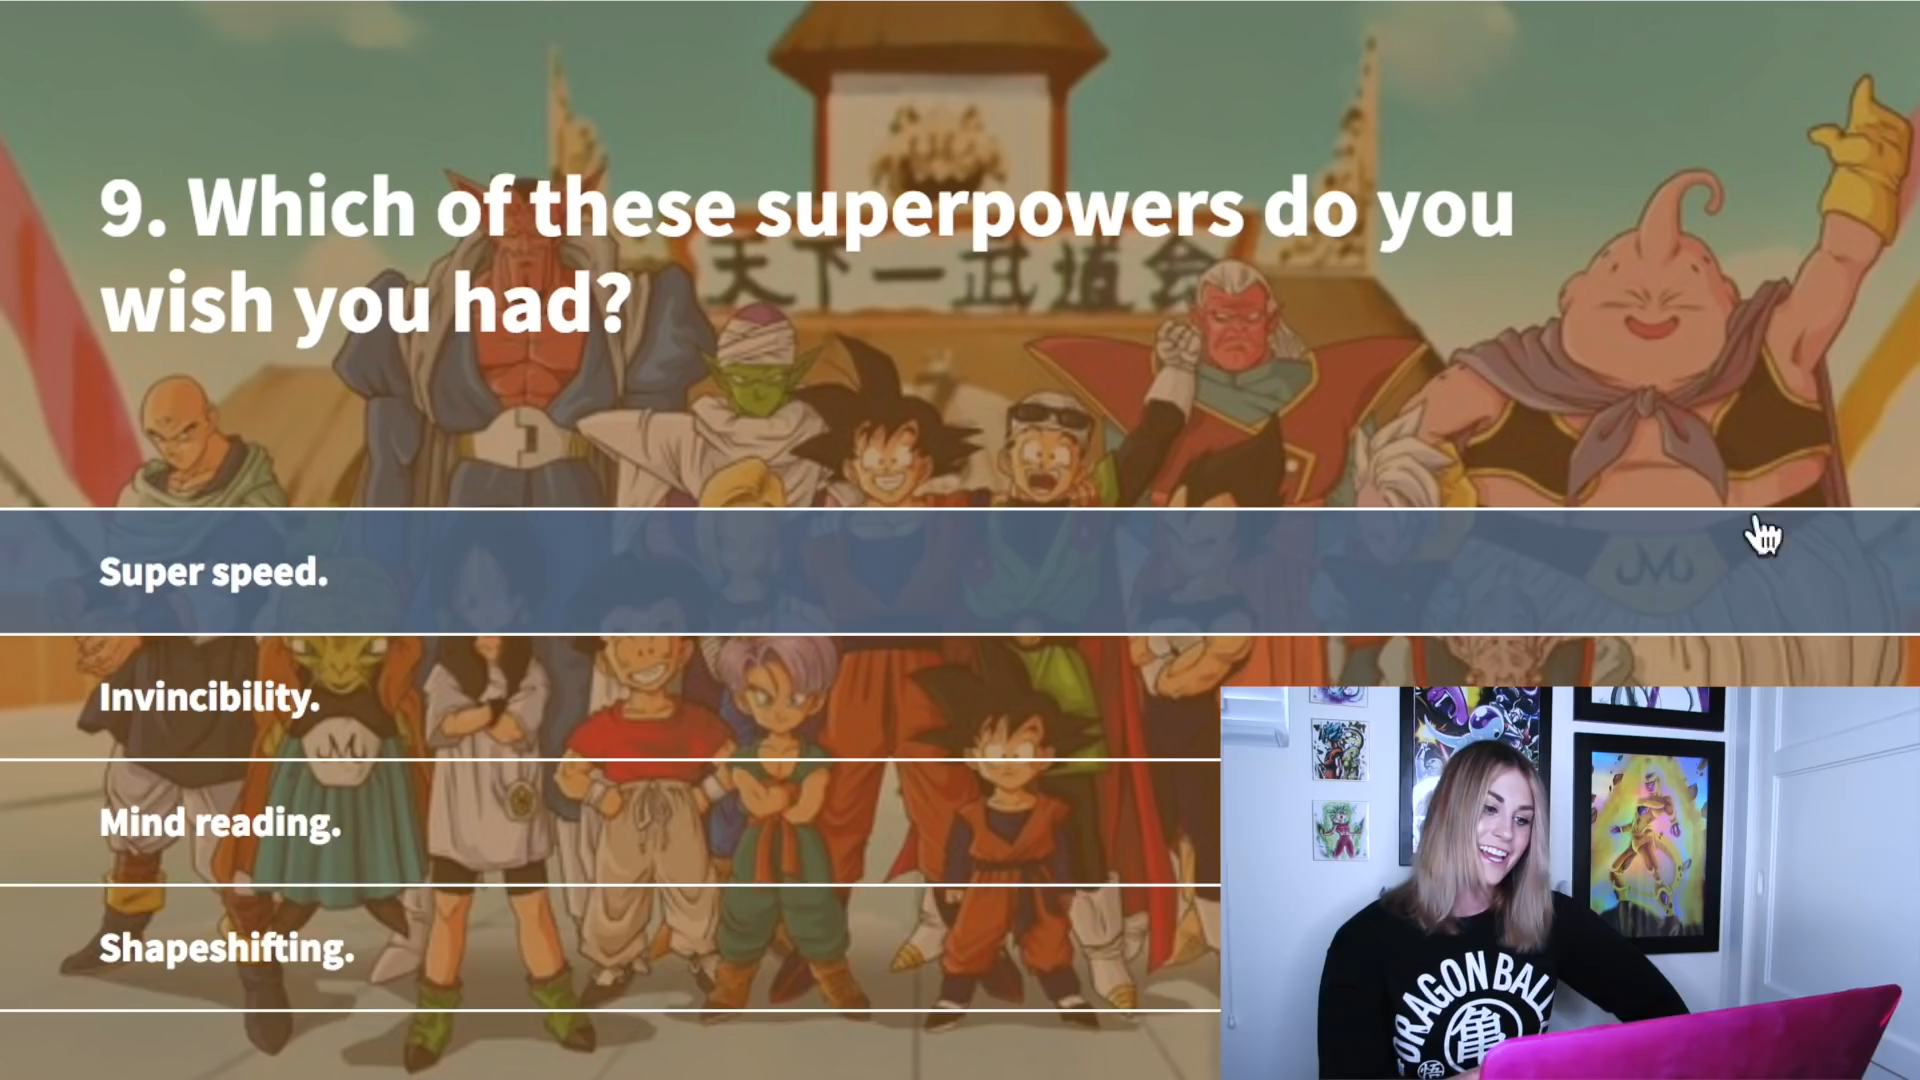 9. Which of these superpowers do you
wish you had?
天下一武道会
Super speed.
Invincibility.
Mind reading.
Shapeshifting.
DRAGON BALL
亀
悟